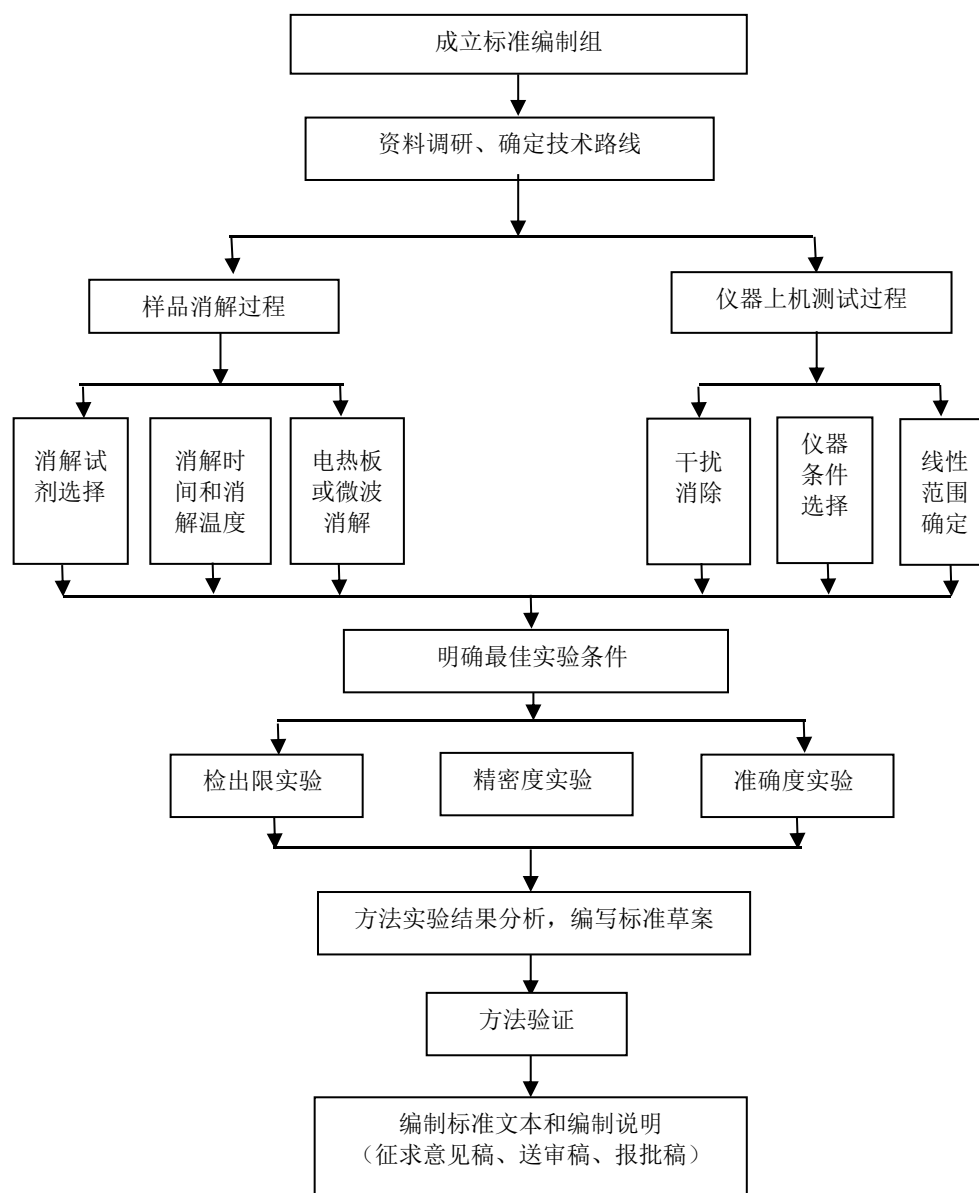 成立标准编制组
资料调研、确定技术路线
样品消解过程
仪器上机测试过程
消解试
剂选择
消解时
间和消
解温度
电热板
或微波
消解
干扰
消除
仪器
条件
选择
线性
范围
确定
明确最佳实验条件
检出限实验
精密度实验
准确度实验
方法实验结果分析，编写标准草案
方法验证
编制标准文本和编制说明
（征求意见稿、送审稿、报批稿）